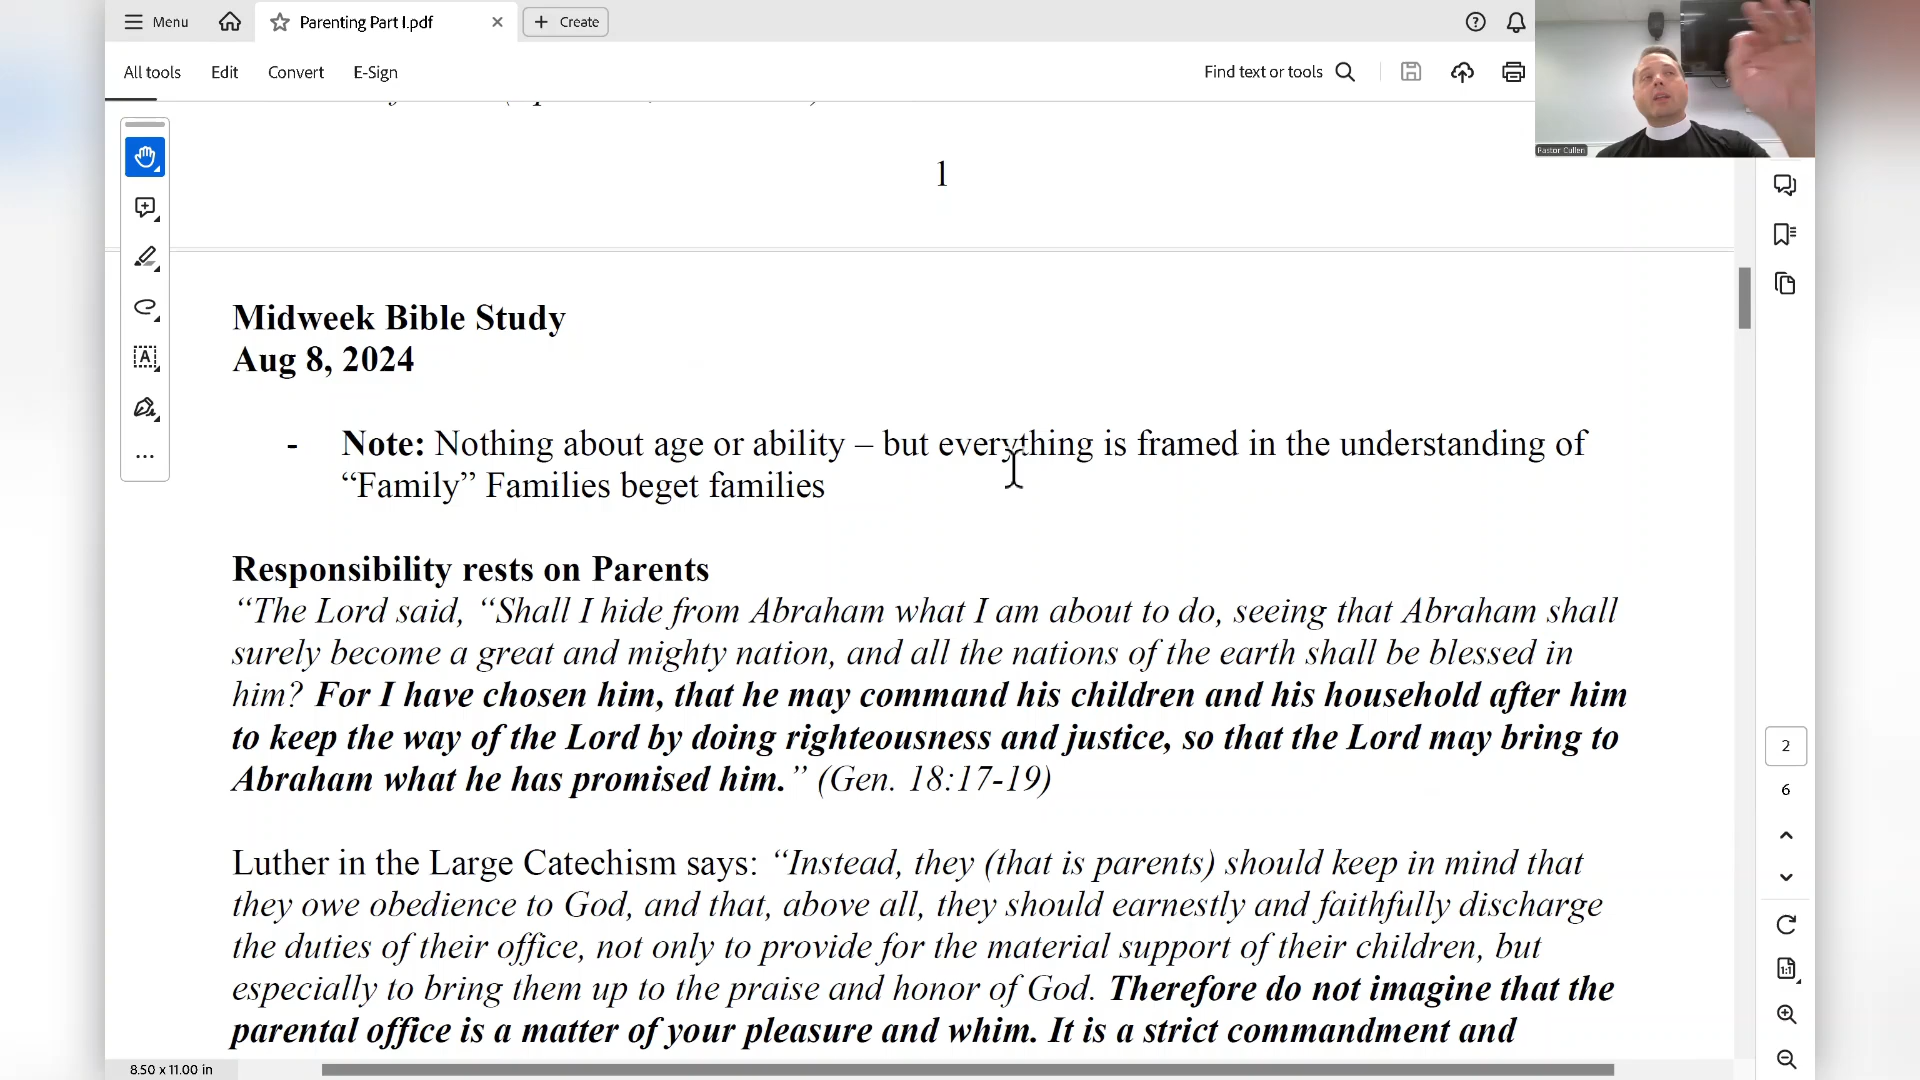 Menu
Parenting Part I.pdf
Create
All tools
Edit
Convert
E-Sign
Find text or tools
Pastor Cullen
1
Midweek Bible Study
Aug 8, 2024
- Note: Nothing about age or ability – but everything is framed in the understanding of
“Family” Families beget families
Responsibility rests on Parents
“The Lord said, “Shall I hide from Abraham what I am about to do, seeing that Abraham shall
surely become a great and mighty nation, and all the nations of the earth shall be blessed in
him? For I have chosen him, that he may command his children and his household after him
to keep the way of the Lord by doing righteousness and justice, so that the Lord may bring to
Abraham what he has promised him.” (Gen. 18:17-19)
Luther in the Large Catechism says: “Instead, they (that is parents) should keep in mind that
they owe obedience to God, and that, above all, they should earnestly and faithfully discharge
the duties of their office, not only to provide for the material support of their children, but
especially to bring them up to the praise and honor of God. Therefore do not imagine that the
parental office is a matter of your pleasure and whim. It is a strict commandment and
2
6
8.50 x 11.00 in